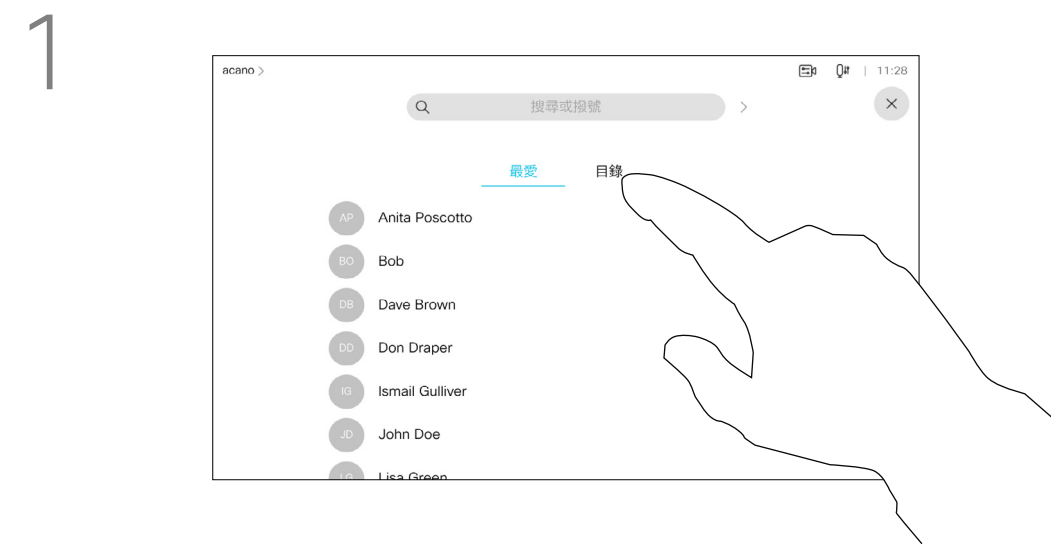 1
acano >
11:28
搜尋或撥號
最愛
目錄
AP Anita Poscotto
BO Bob
DB Dave Brown
DD Don Draper
IG Ismail Gulliver
JD John Doe
LG Lisa Green